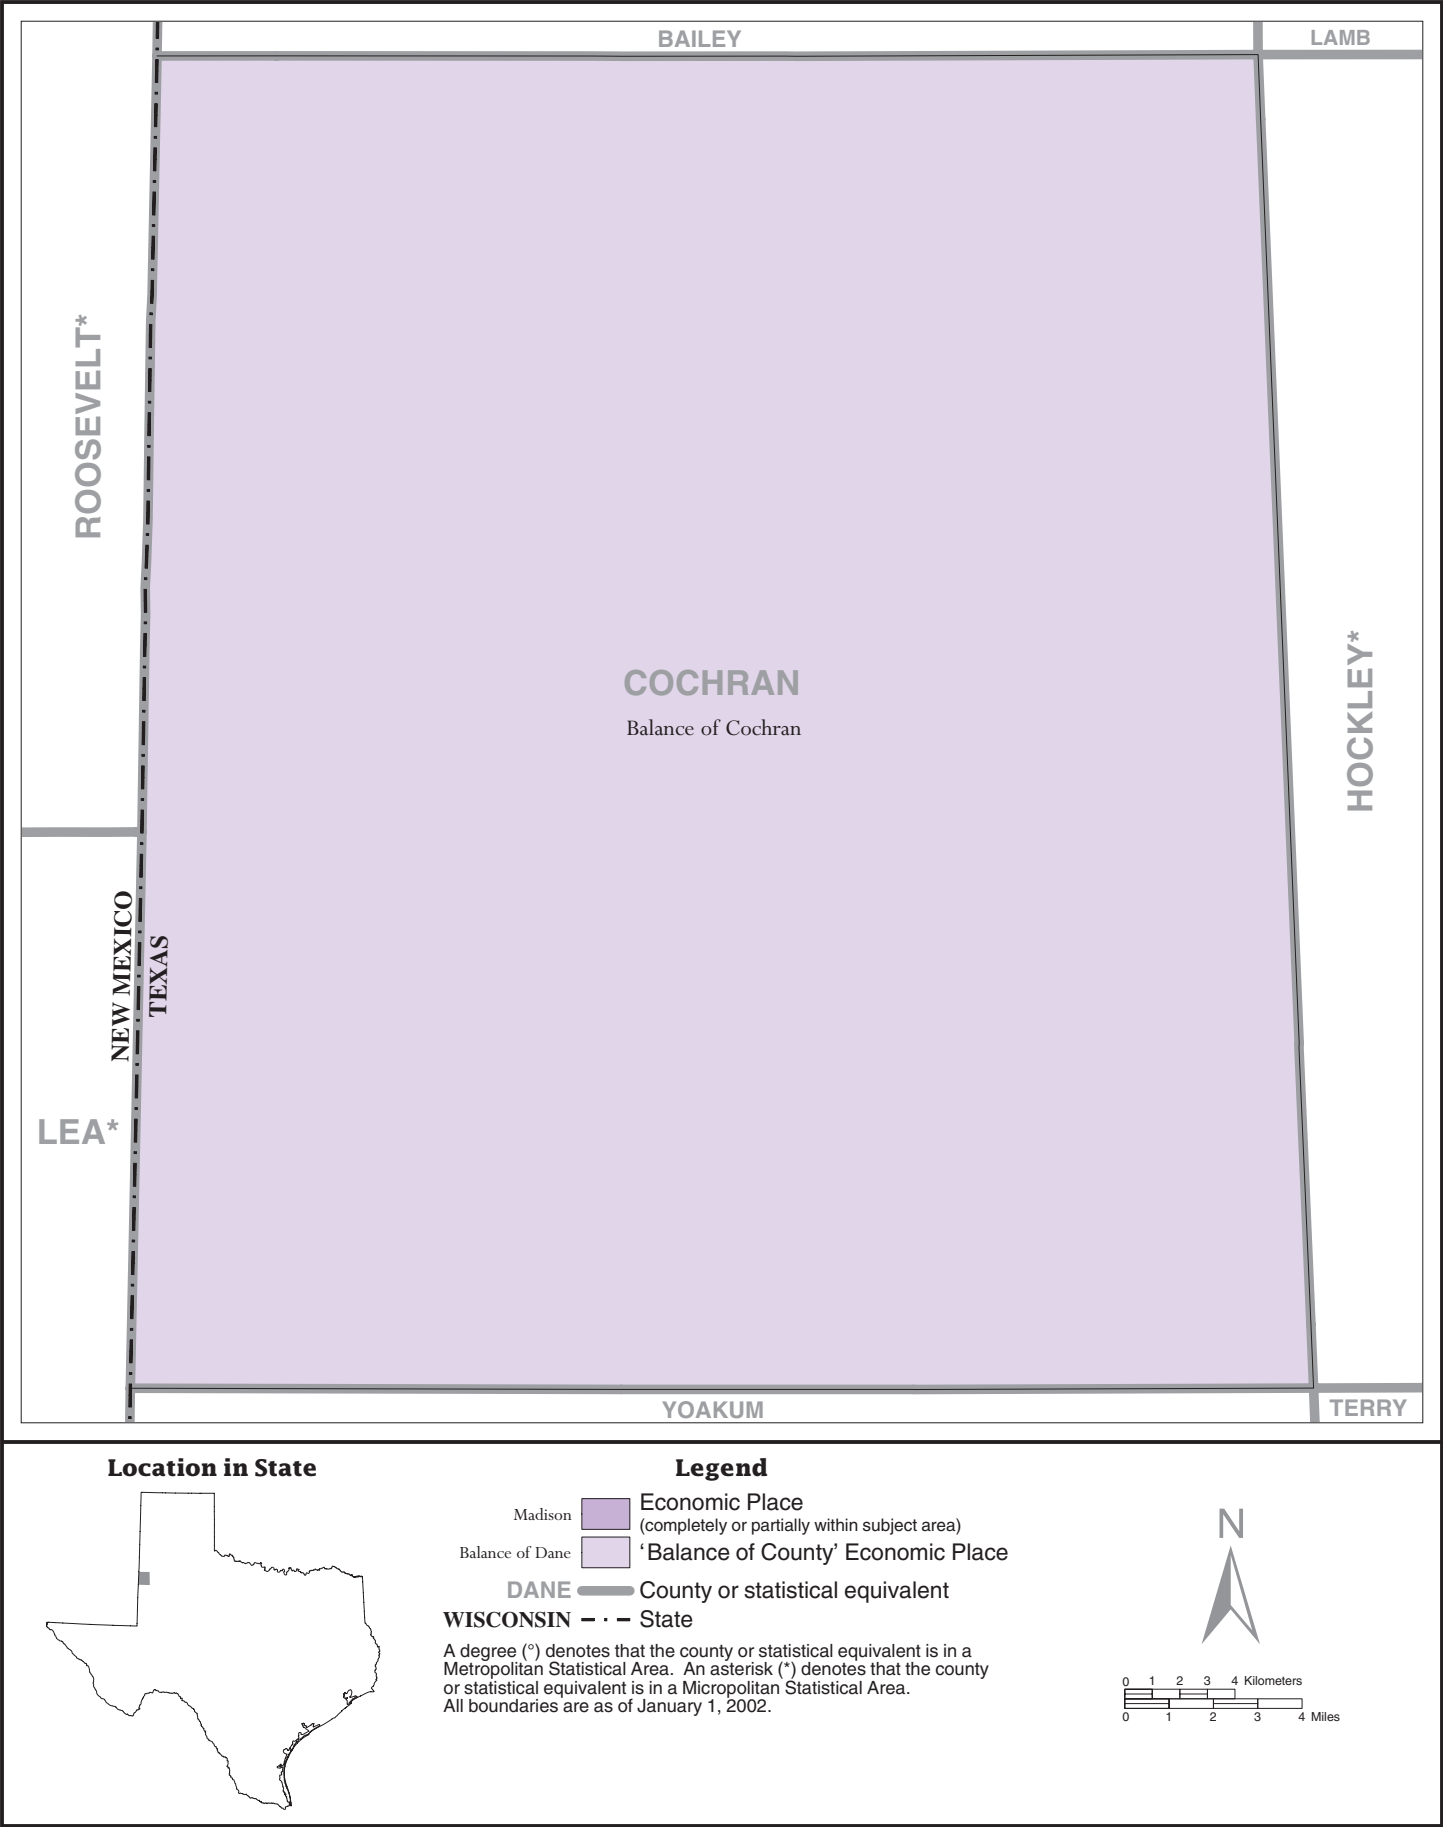 BAILEY
LAMB
ROOSEVELT*
COCHRAN
Balance of Cochran
HOCKLEY*
NEW MEXICO
TEXAS
LEA*
YOAKUM
TERRY
Location in State
Legend
Madison
Economic Place
(completely or partially within subject area)
Balance of Dane
‘Balance of County’ Economic Place
DANE
County or statistical equivalent
WISCONSIN
State
A degree (°) denotes that the county or statistical equivalent is in a
Metropolitan Statistical Area.  An asterisk (*) denotes that the county
or statistical equivalent is in a Micropolitan Statistical Area.
All boundaries are as of January 1, 2002.
N
0 1 2 3 4 Kilometers
0 1 2 3 4 Miles